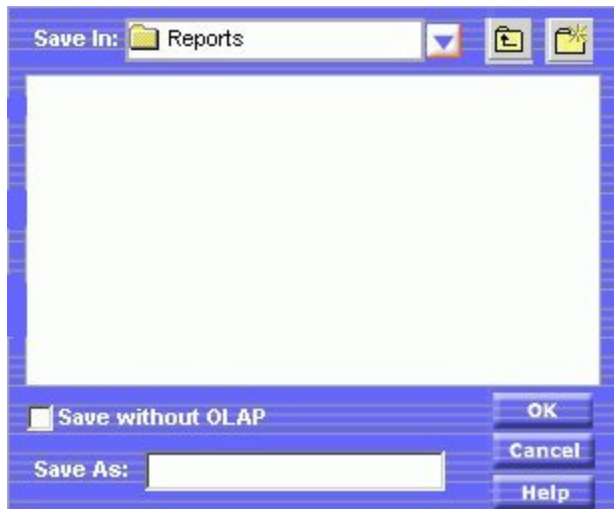 Save In: Reports
Save without OLAP
OK
Cancel
Save As:
Help